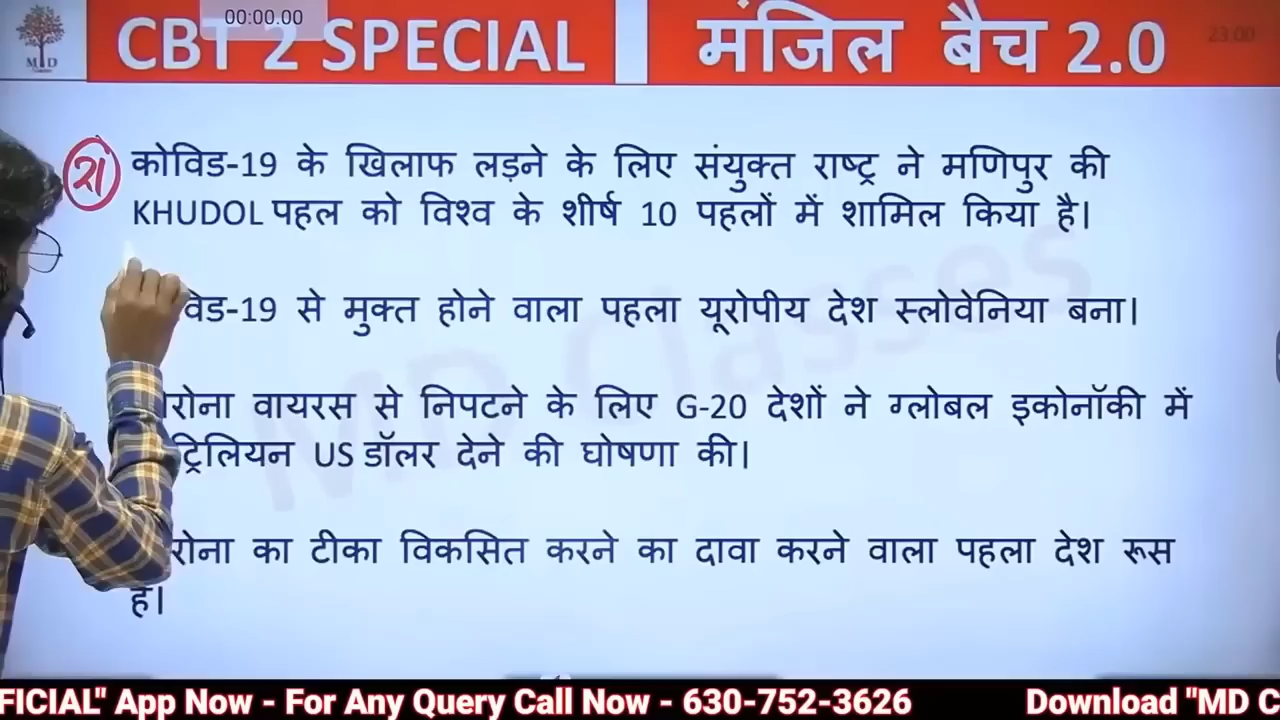 00:00.00
CBT 2 SPECIAL
मंजिल बैच 2.0
23:00
M D
21
कोविड-19 के खिलाफ लड़ने के लिए संयुक्त राष्ट्र ने मणिपुर की
KHUDOL पहल को विश्व के शीर्ष 10 पहलों में शामिल किया है।
विड-19 से मुक्त होने वाला पहला यूरोपीय देश स्लोवेनिया बना।
रोना वायरस से निपटने के लिए G-20 देशों ने ग्लोबल इकोनॉकी में
ट्रिलियन US डॉलर देने की घोषणा की।
रोना का टीका विकसित करने का दावा करने वाला पहला देश रूस
है।
MD Classes
FICIAL" App Now - For Any Query Call Now - 630-752-3626
Download "MD C